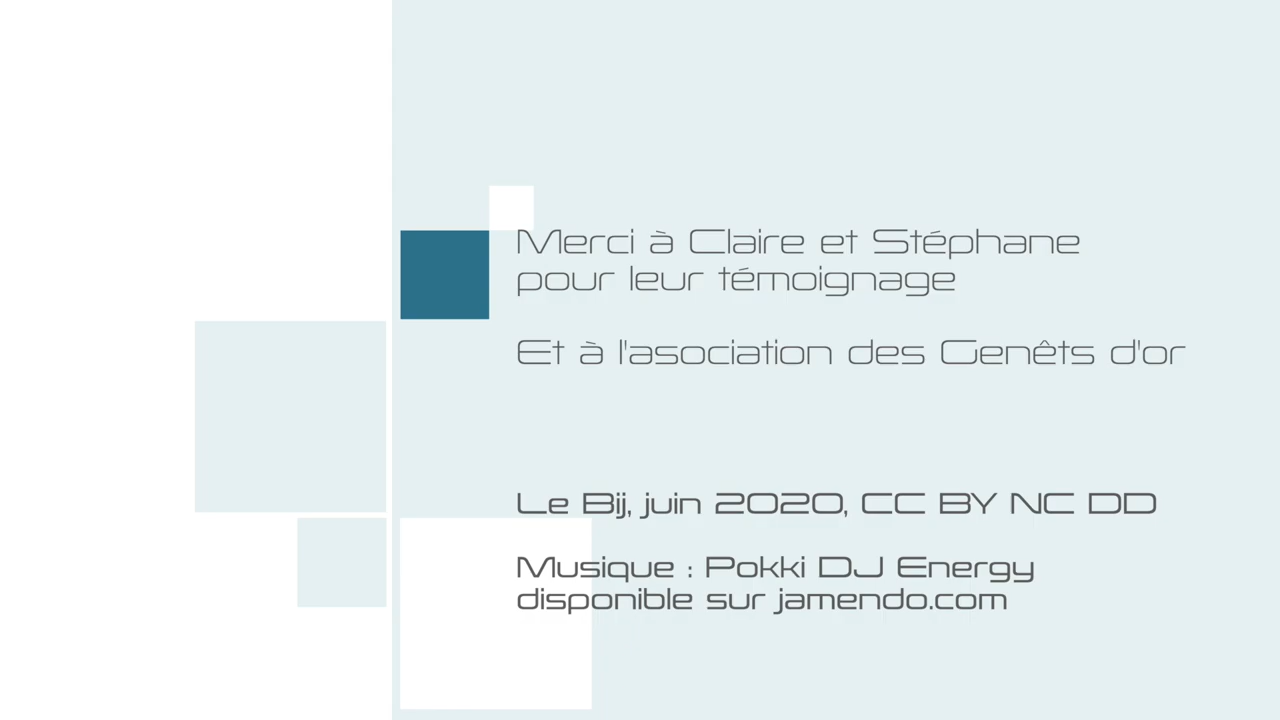 Merci à Claire et Stéphane
pour leur témoignage
Et à l'asociation des Genêts d'or
Le Bij, juin 2020, CC BY NC DD
Musique : Pokki DJ Energy
disponible sur jamendo.com